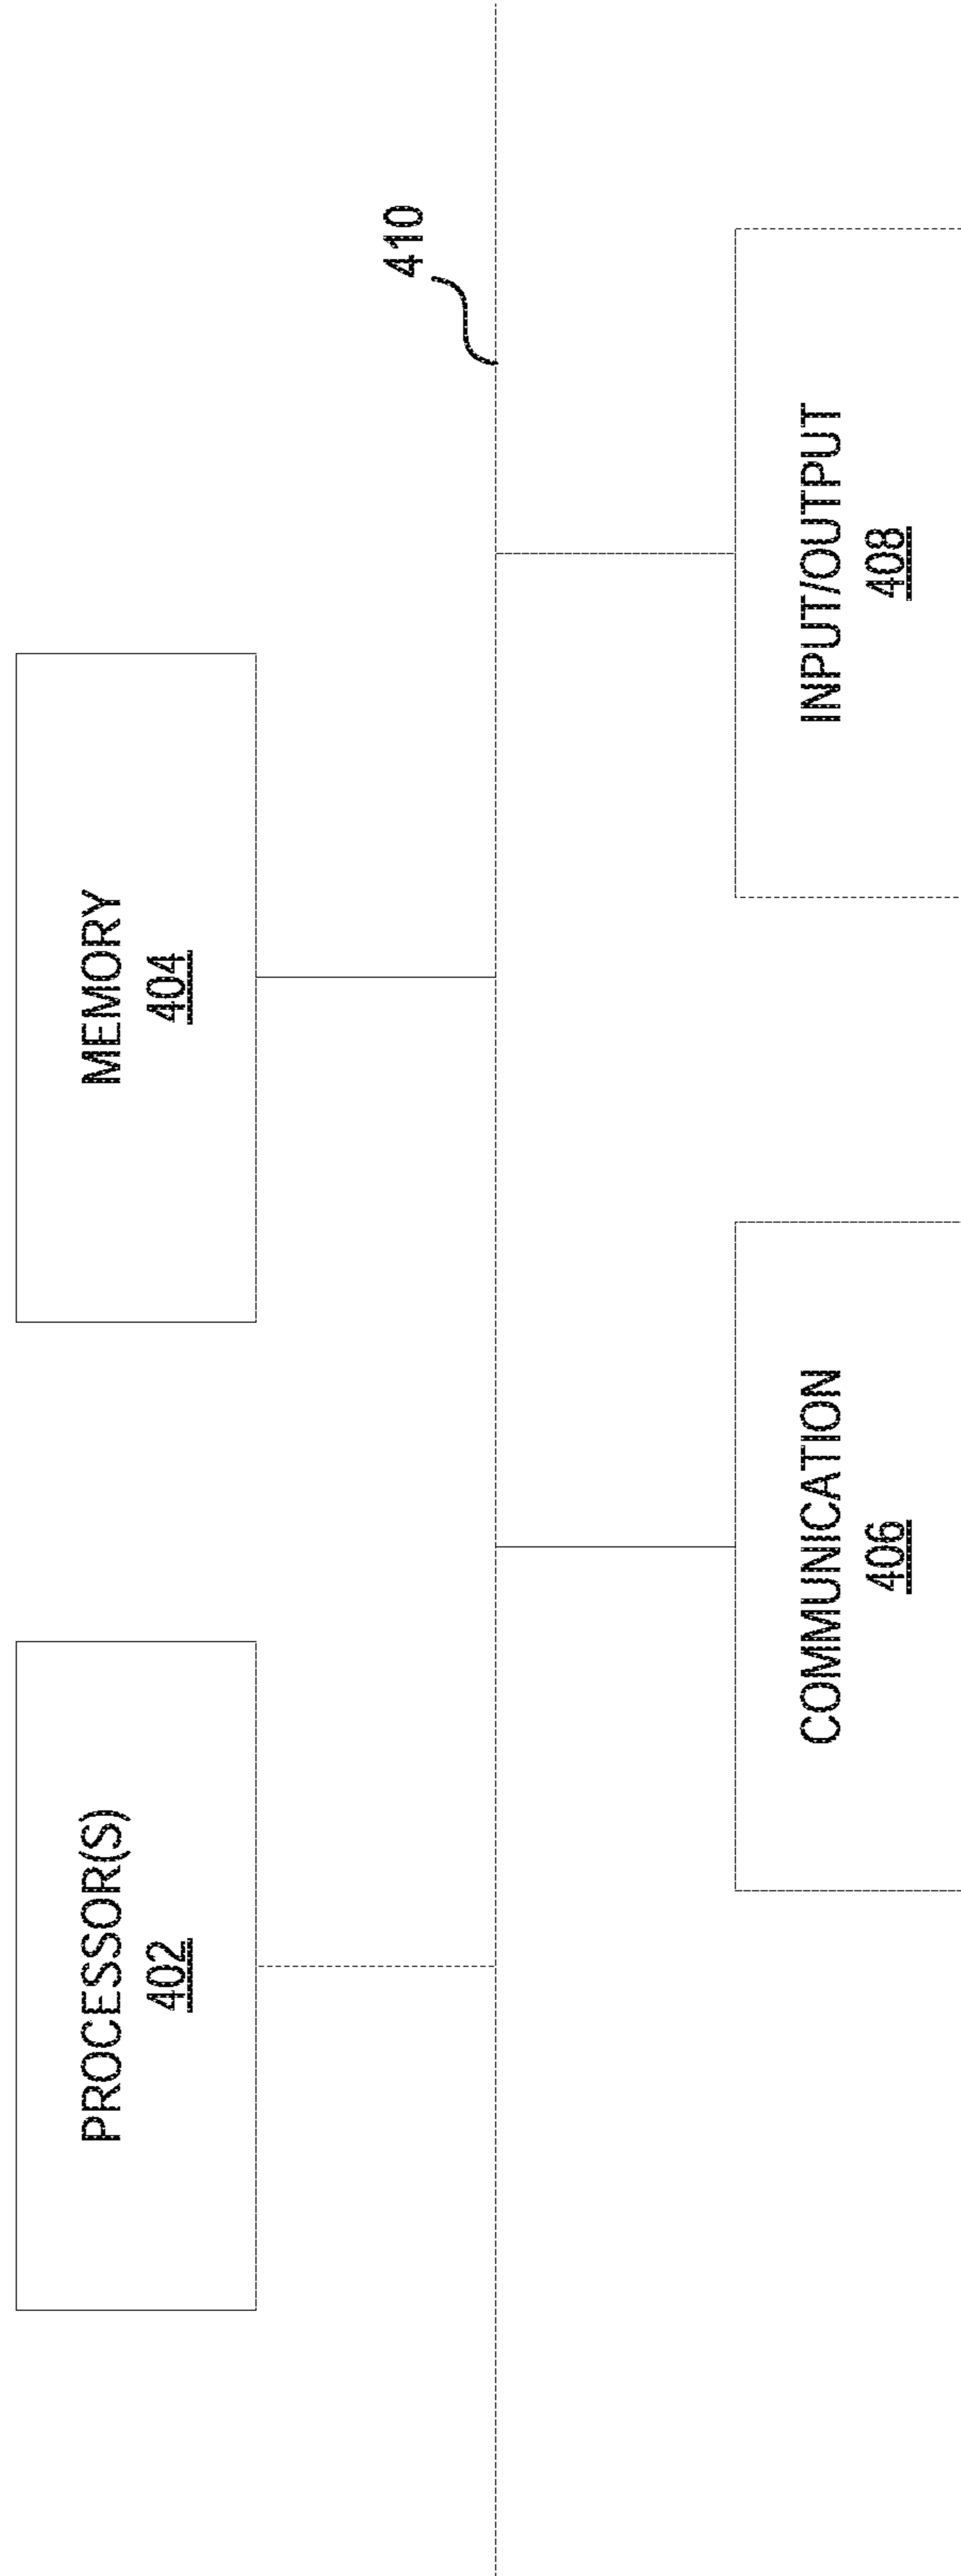 PROCESSOR(S)
402
MEMORY
404
410
COMMUNICATION
406
INPUT/OUTPUT
408